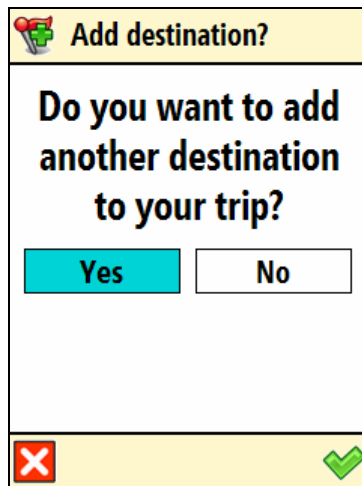 Add destination?
Do you want to add
another destination
to your trip?
Yes No